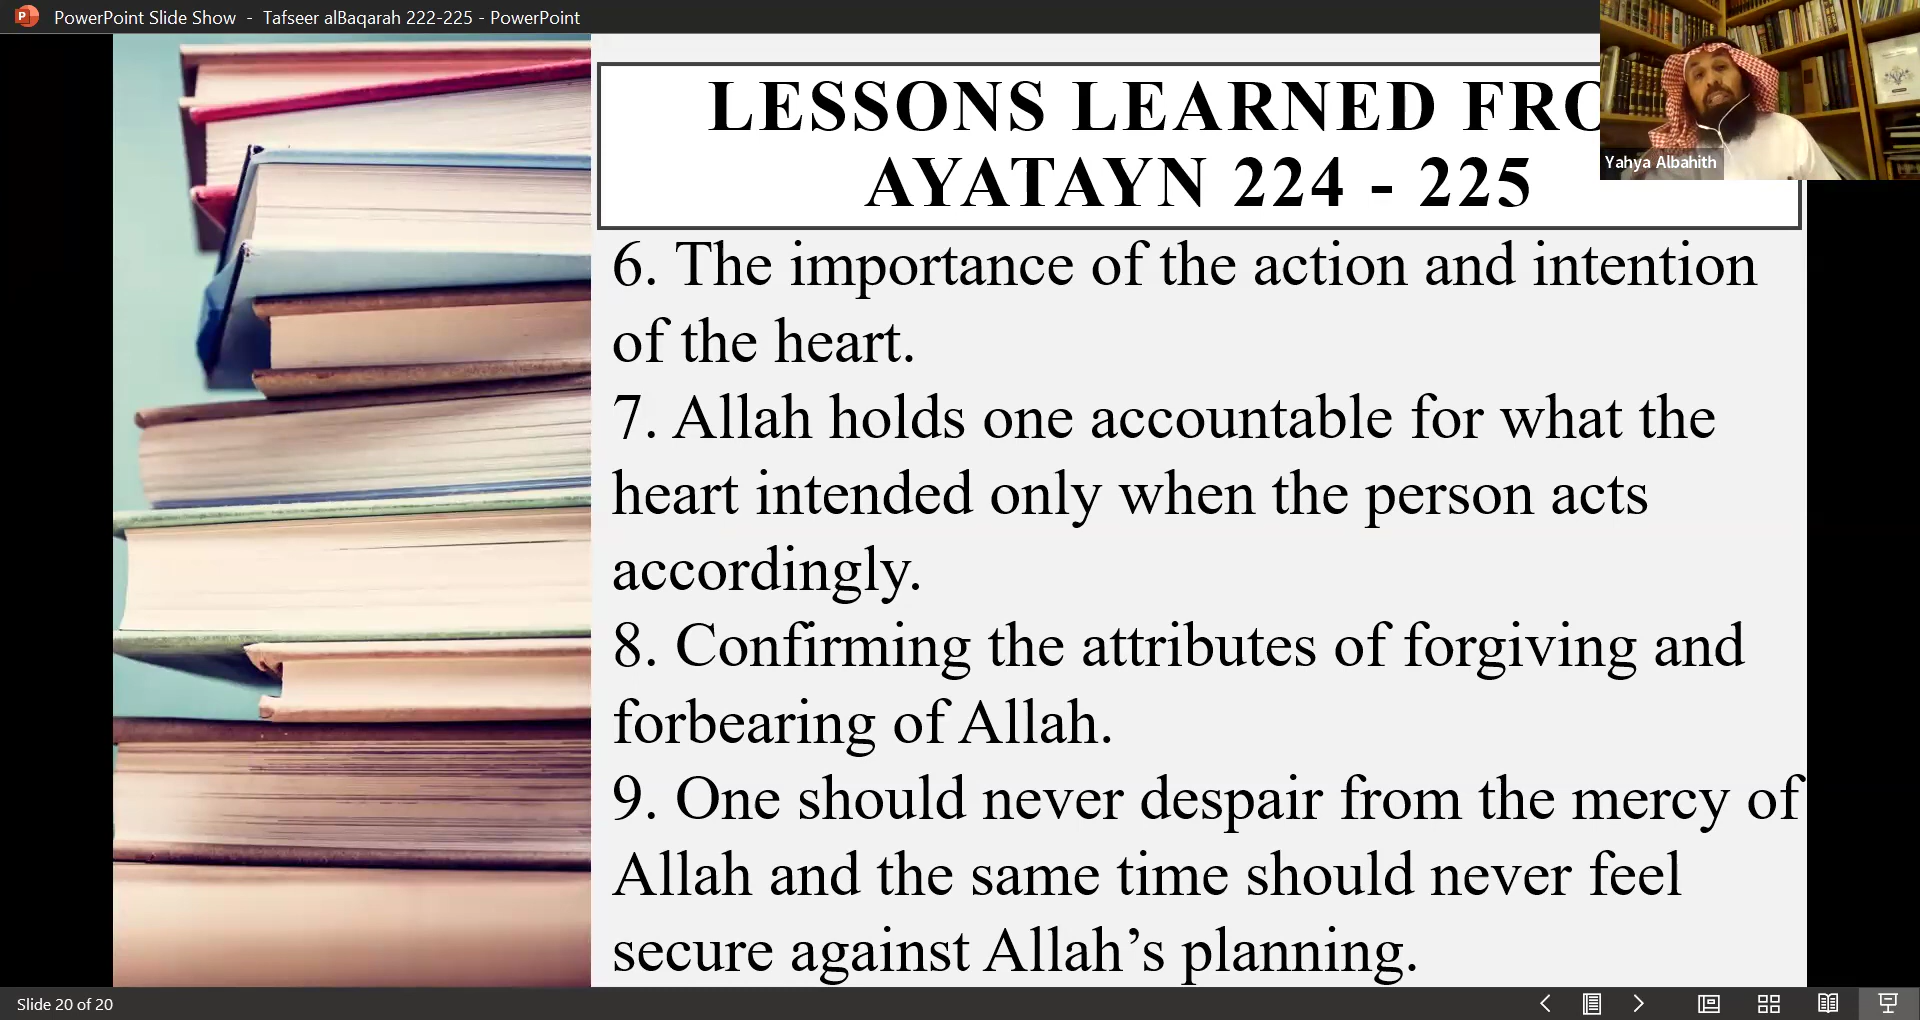 PowerPoint Slide Show - Tafseer alBaqarah 222-225 - PowerPoint
LESSONS LEARNED FRO
AYATAYN 224 - 225
Yahya Albahith
6. The importance of the action and intention
of the heart.
7. Allah holds one accountable for what the
heart intended only when the person acts
accordingly.
8. Confirming the attributes of forgiving and
forbearing of Allah.
9. One should never despair from the mercy of
Allah and the same time should never feel
secure against Allah’s planning.
Slide 20 of 20